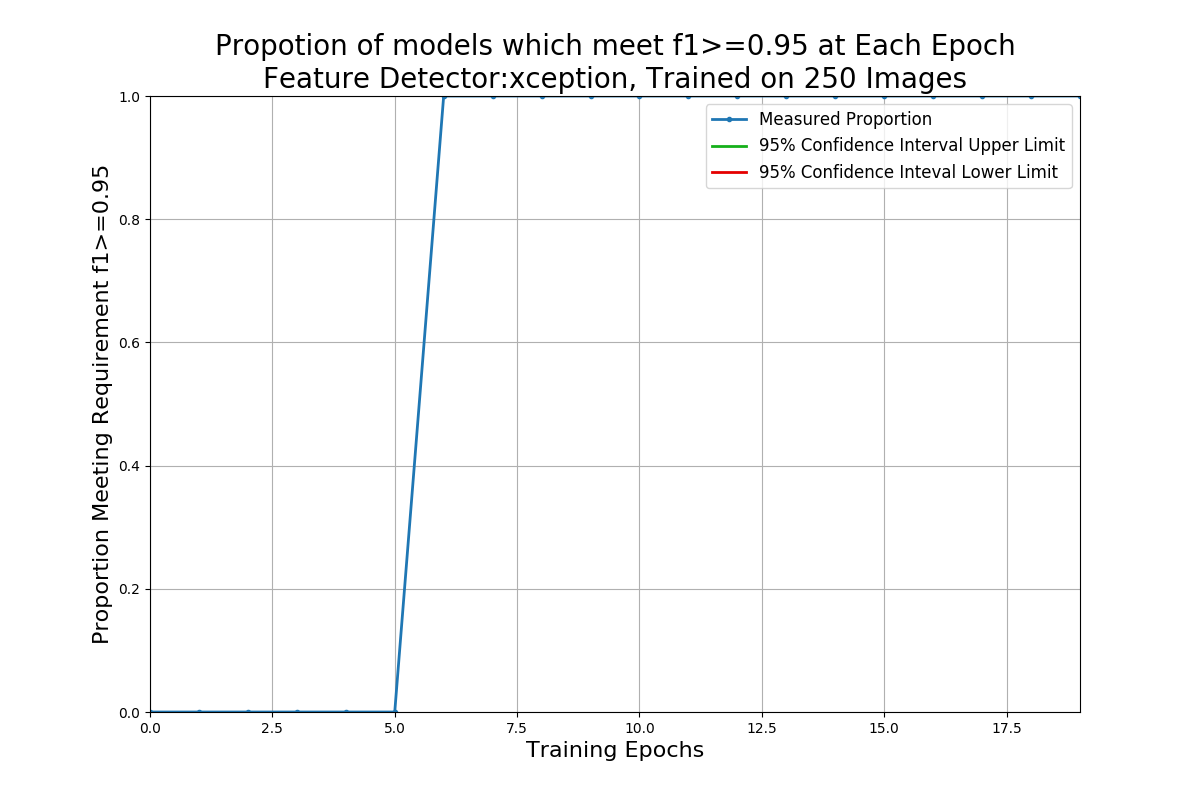 Propotion of models which meet f1>=0.95 at Each Epoch
Feature Detector:xception, Trained on 250 Images
Proportion Meeting Requirement f1>=0.95
1.0
0.8
0.6
0.4
0.2
0.0
Measured Proportion
95% Confidence Interval Upper Limit
95% Confidence Inteval Lower Limit
0.0 2.5 5.0 7.5 10.0 12.5 15.0 17.5
Training Epochs